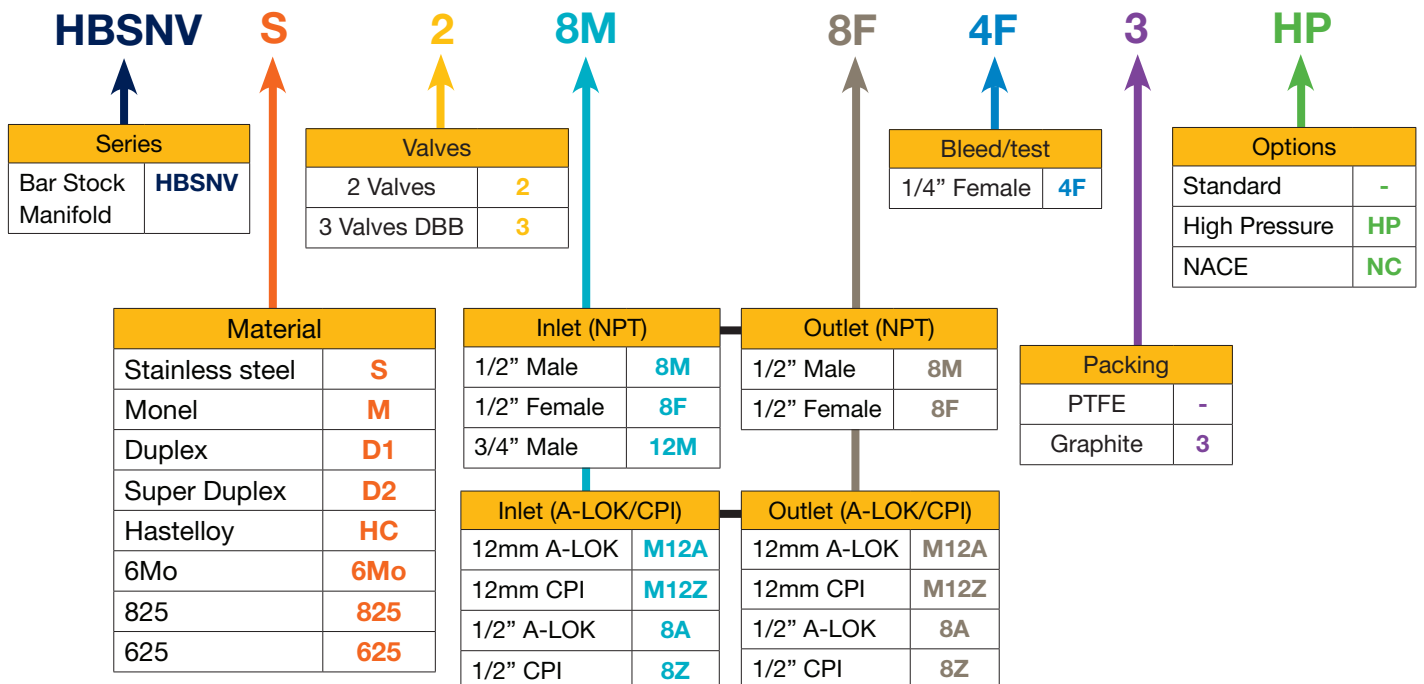 HBSNV S 2 8M 8F 4F 3 HP
Series
Bar Stock Manifold HBSNV
Valves
2 Valves 2
3 Valves DBB 3
Bleed/test
1/4” Female 4F
Options
Standard -
High Pressure HP
NACE NC
Material
Stainless steel S
Monel M
Duplex D1
Super Duplex D2
Hastelloy HC
6Mo 6Mo
825 825
625 625
Inlet (NPT)
1/2” Male 8M
1/2” Female 8F
3/4” Male 12M
Outlet (NPT)
1/2” Male 8M
1/2” Female 8F
Packing
PTFE -
Graphite 3
Inlet (A-LOK/CPI)
12mm A-LOK M12A
12mm CPI M12Z
1/2” A-LOK 8A
1/2” CPI 8Z
Outlet (A-LOK/CPI)
12mm A-LOK M12A
12mm CPI M12Z
1/2” A-LOK 8A
1/2” CPI 8Z